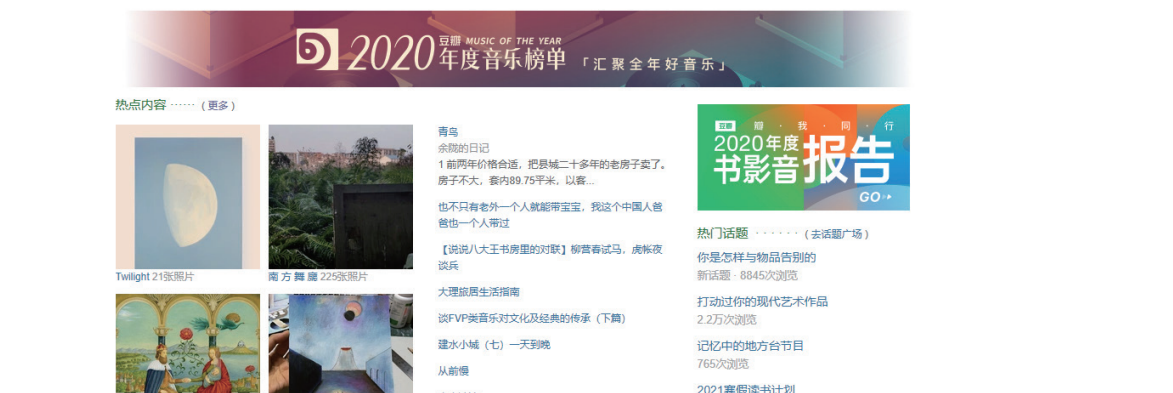 2020
豆瓣 MUSIC OF THE YEAR
年度音乐榜单
「汇聚全年好音乐」
热点内容 · · · · · · ( 更多 )
Twilight 21张照片
南 方 舞 廳 225张照片
青鸟
余陇的日记
1 前两年价格合适，把县城二十多年的老房子卖了。
房子不大，套内89.75平米，以客...
也不只有老外一个人就能带宝宝，我这个中国人爸
爸也一个人带过
【说说八大王书房里的对联】柳营春试马，虎帐夜
谈兵
大理旅居生活指南
谈FVP类音乐对文化及经典的传承（下篇）
建水小城（七）一天到晚
从前慢
豆瓣 瓣 · 我 · 同 · 行
2020年度
书影音报告
GO
热门话题 · · · · · · ( 去话题广场 )
你是怎样与物品告别的
新话题 · 8845次浏览
打动过你的现代艺术作品
2.2万次浏览
记忆中的地方台节目
765次浏览
2021寒假读书计划